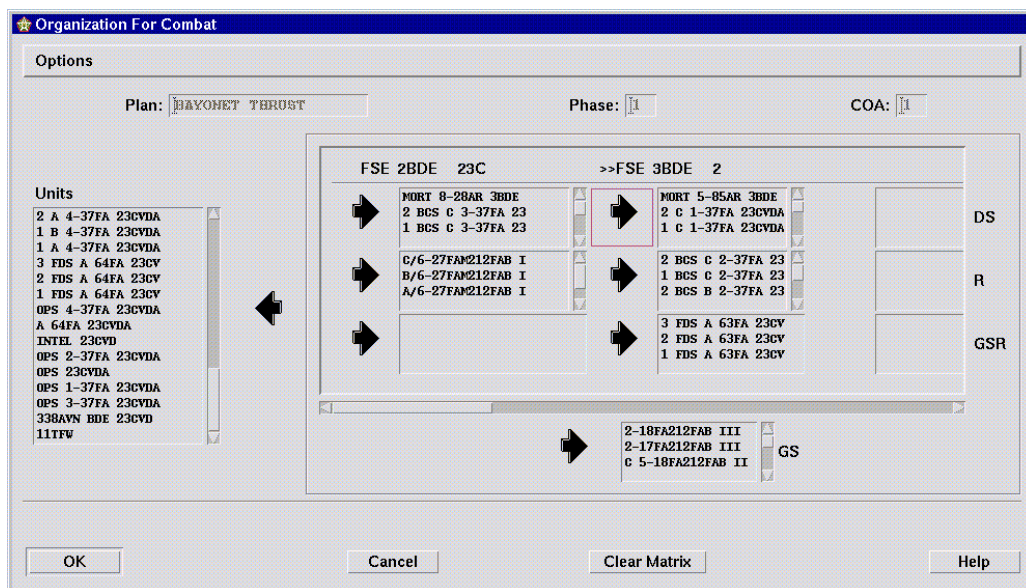 Organization For Combat
Options
Plan: BAYONET THRUST Phase: 1 COA: 1
FSE 2BDE 23C >>FSE 3BDE 2
Units
2 A 4-37FA 23CVDA
1 B 4-37FA 23CVDA
1 A 4-37FA 23CVDA
3 FDS A 64FA 23CV
2 FDS A 64FA 23CV
1 FDS A 64FA 23CV
OPS 4-37FA 23CVDA
A 64FA 23CVDA
INTEL 23CVD
OPS 2-37FA 23CVDA
OPS 23CVDA
OPS 1-37FA 23CVDA
OPS 3-37FA 23CVDA
338AVN BDE 23CVD
11TFW
MORT 8-28AR 3BDE
2 BCS C 3-37FA 23
1 BCS C 3-37FA 23
MORT 5-85AR 3BDE
2 C 1-37FA 23CVDA
1 C 1-37FA 23CVDA
DS
C/6-27FAM212FAB I
B/6-27FAM212FAB I
A/6-27FAM212FAB I
2 BCS C 2-37FA 23
1 BCS C 2-37FA 23
2 BCS B 2-37FA 23
R
3 FDS A 63FA 23CV
2 FDS A 63FA 23CV
1 FDS A 63FA 23CV
GSR
2-18FA212FAB III
2-17FA212FAB III
C 5-18FA212FAB II
GS
OK Cancel Clear Matrix Help